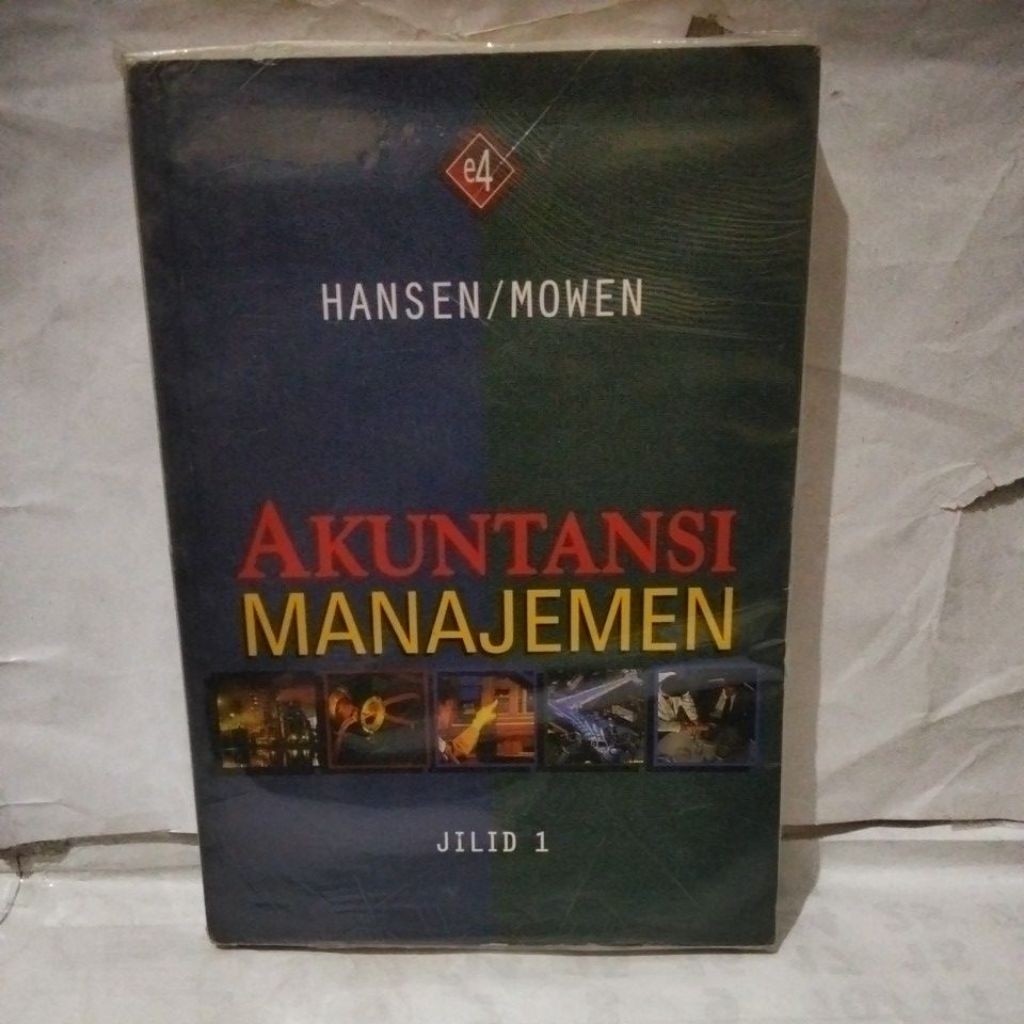 e4
HANSEN/MOWEN
AKUNTANSI
MANAJEMEN
JILID 1